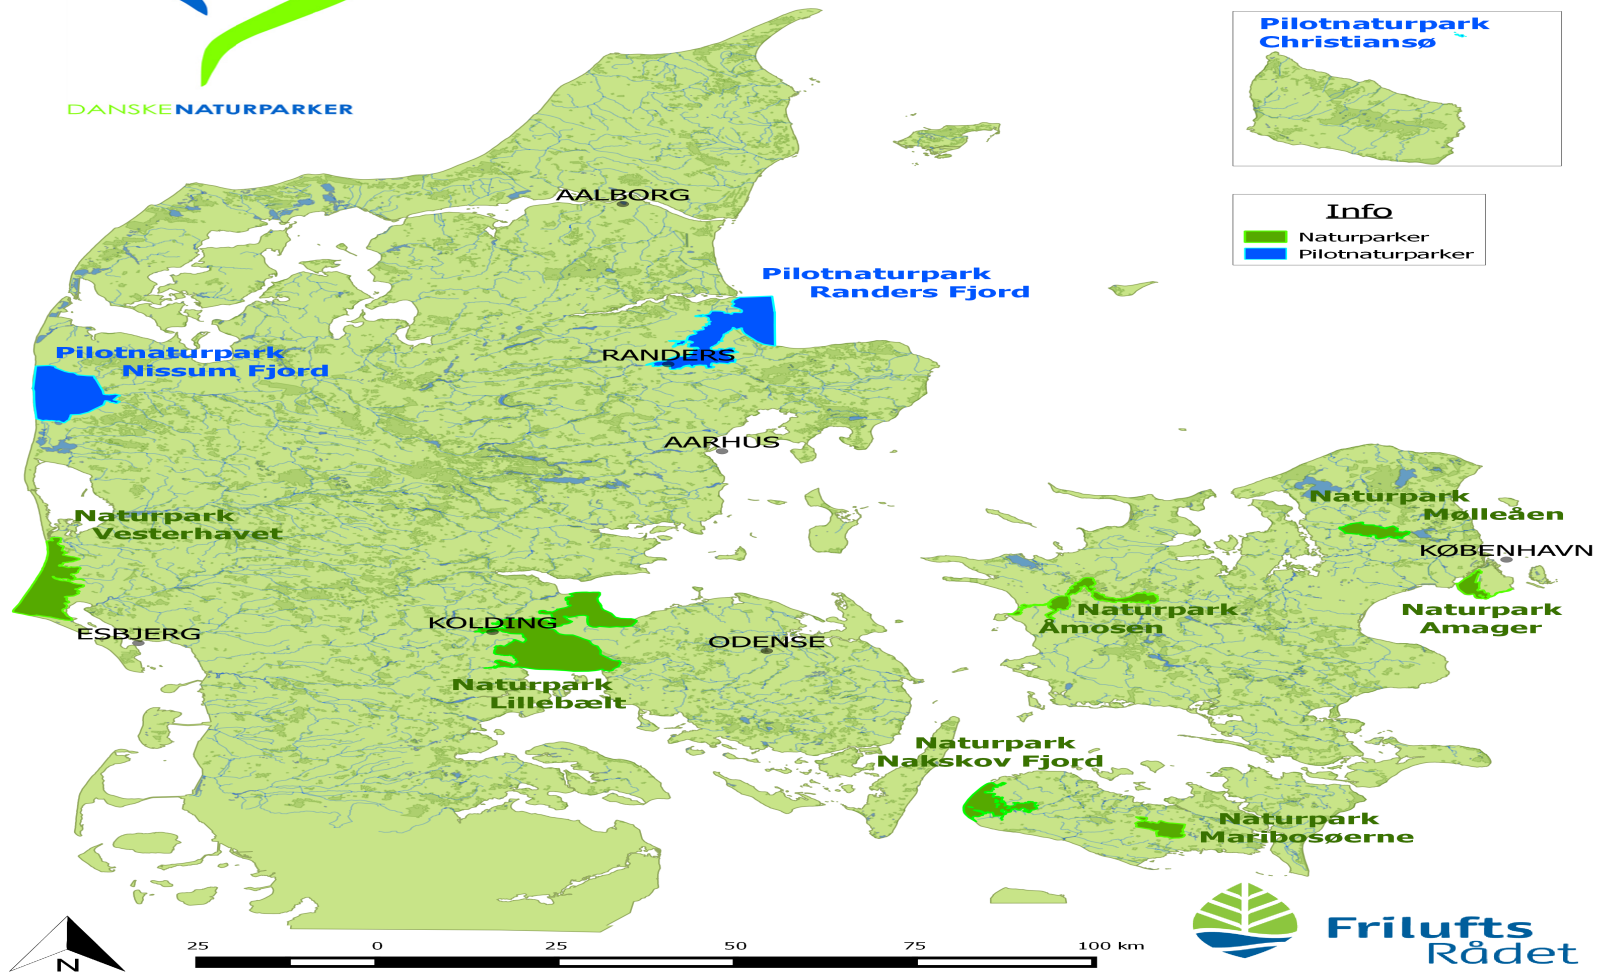 DANSKENATURPARKER
Pilotnaturpark
Christiansø
Info
Naturparker
Pilotnaturparker
AALBORG
Pilotnaturpark
Randers Fjord
RANDERS
Pilotnaturpark
Nissum Fjord
AARHUS
Naturpark
Vesterhavet
Naturpark
Mølleåen
KØBENHAVN
Naturpark
Amager
Naturpark
Åmosen
ESBJERG
KOLDING
ODENSE
Naturpark
Lillebælt
Naturpark
Nakskov Fjord
Naturpark
Maribosøerne
N
25 0 25 50 75 100 km
Frilufts
Rådet